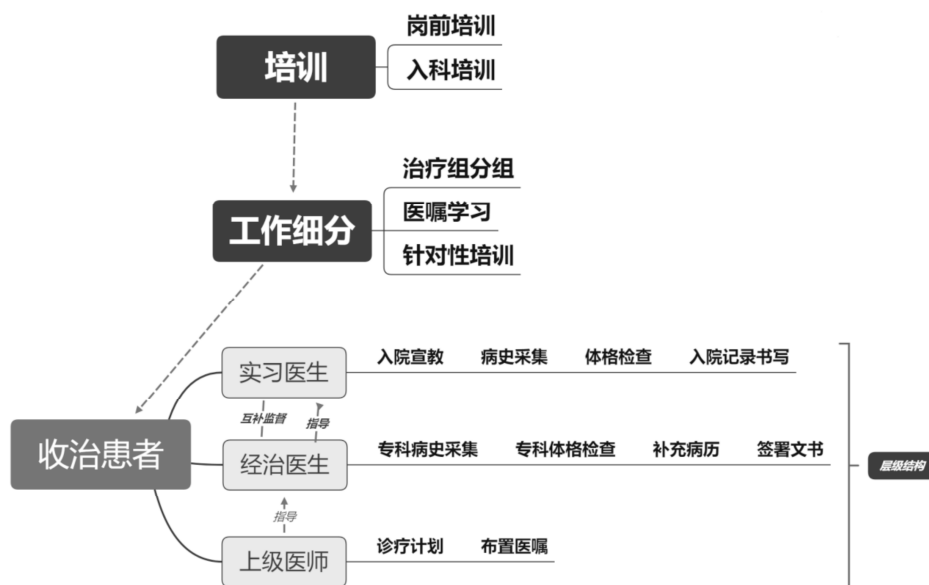 岗前培训
培训
入科培训
治疗组分组
工作细分
医嘱学习
针对性培训
实习医生
入院宣教 病史采集 体格检查 入院记录书写
互补监督 指导
收治患者
经治医生
专科病史采集 专科体格检查 补充病历 签署文书
层级结构
指导
上级医师
诊疗计划 布置医嘱